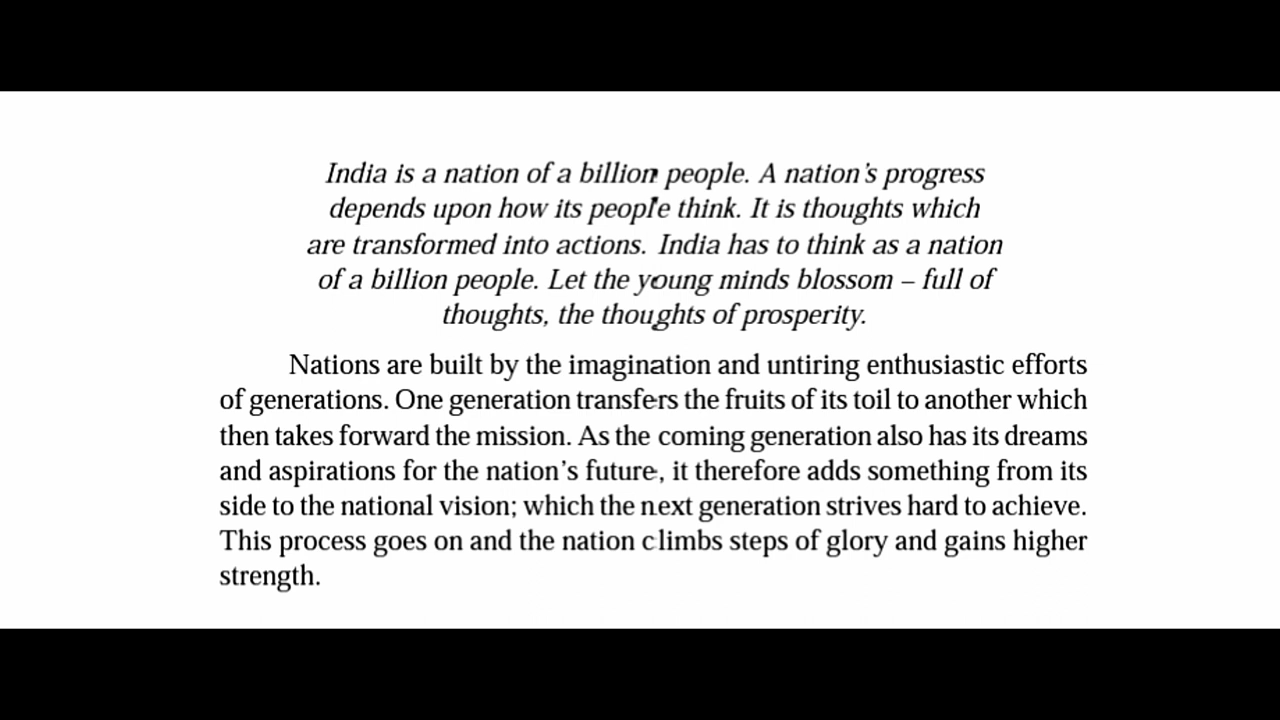 India is a nation of a billion people. A nation's progress
depends upon how its people think. It is thoughts which
are transformed into actions. India has to think as a nation
of a billion people. Let the young minds blossom – full of
thoughts, the thoughts of prosperity.
Nations are built by the imagination and untiring enthusiastic efforts
of generations. One generation transfers the fruits of its toil to another which
then takes forward the mission. As the coming generation also has its dreams
and aspirations for the nation's future, it therefore adds something from its
side to the national vision; which the next generation strives hard to achieve.
This process goes on and the nation climbs steps of glory and gains higher
strength.